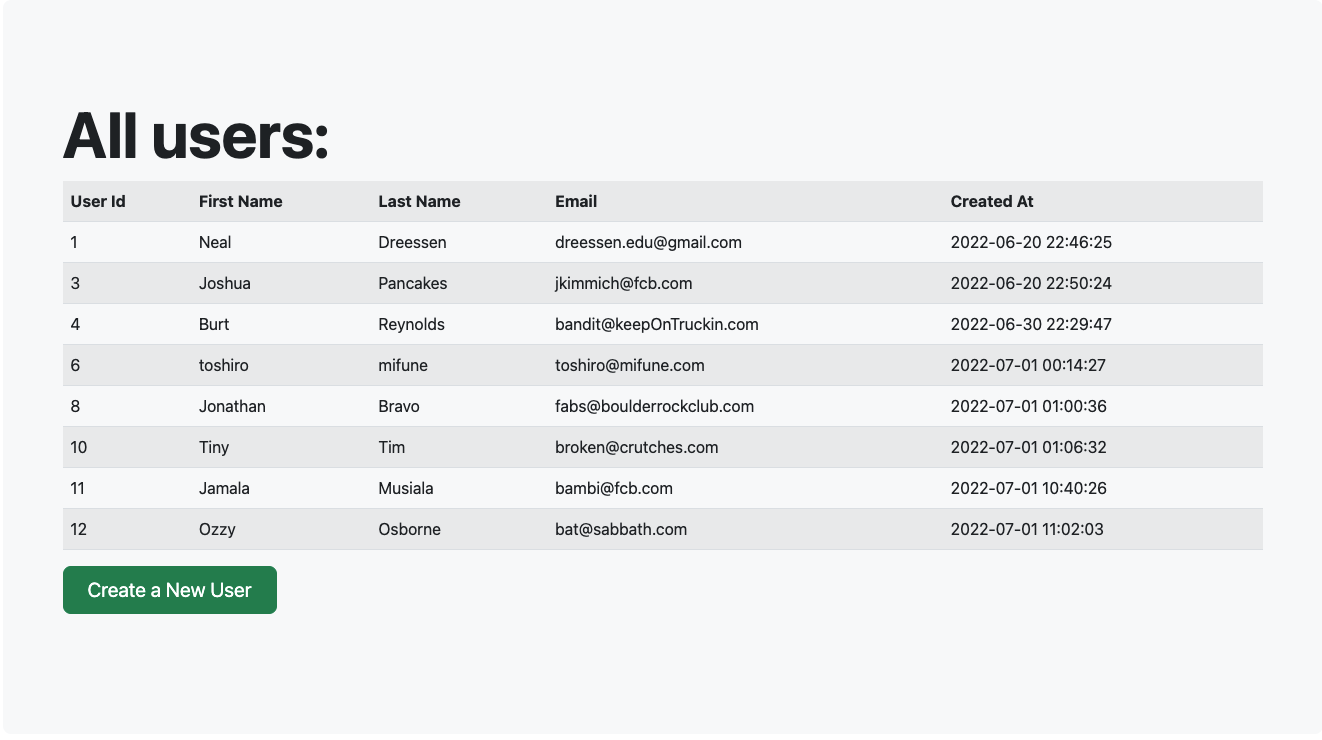 All users:
User Id First Name Last Name Email Created At
1 Neal Dreessen dreessen.edu@gmail.com 2022-06-20 22:46:25
3 Joshua Pancakes jkimmich@fcb.com 2022-06-20 22:50:24
4 Burt Reynolds bandit@keepOnTruckin.com 2022-06-30 22:29:47
6 toshiro mifune toshiro@mifune.com 2022-07-01 00:14:27
8 Jonathan Bravo fabs@boulderrockclub.com 2022-07-01 01:00:36
10 Tiny Tim broken@crutches.com 2022-07-01 01:06:32
11 Jamala Musiala bambi@fcb.com 2022-07-01 10:40:26
12 Ozzy Osborne bat@sabbath.com 2022-07-01 11:02:03
Create a New User